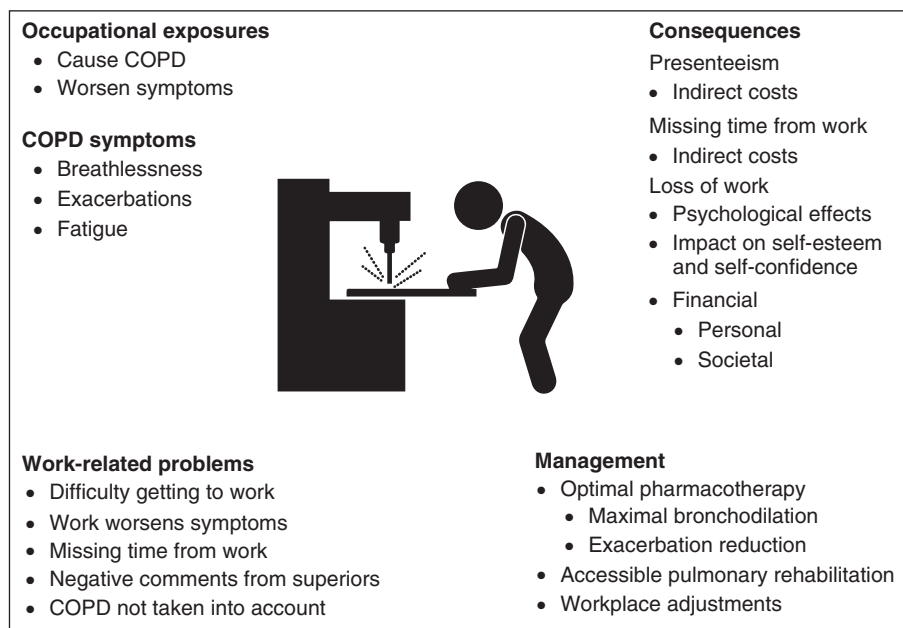 Occupational exposures
• Cause COPD
• Worsen symptoms
COPD symptoms
• Breathlessness
• Exacerbations
• Fatigue
Consequences
Presenteeism
• Indirect costs
Missing time from work
• Indirect costs
Loss of work
• Psychological effects
• Impact on self-esteem
and self-confidence
• Financial
• Personal
• Societal
Work-related problems
• Difficulty getting to work
• Work worsens symptoms
• Missing time from work
• Negative comments from superiors
• COPD not taken into account
Management
• Optimal pharmacotherapy
• Maximal bronchodilation
• Exacerbation reduction
• Accessible pulmonary rehabilitation
• Workplace adjustments